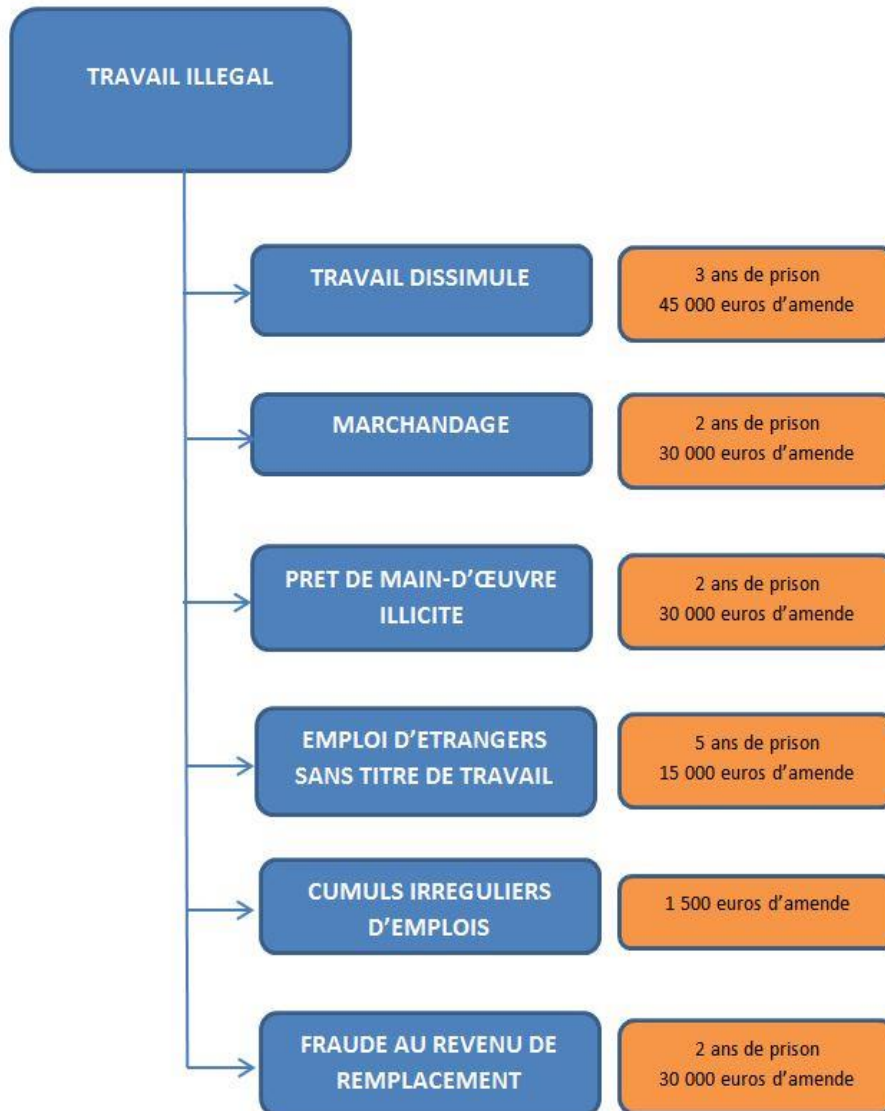 TRAVAIL ILLEGAL
TRAVAIL DISSIMULE
3 ans de prison
45 000 euros d'amende
MARCHANDAGE
2 ans de prison
30 000 euros d'amende
PRET DE MAIN-D'ŒUVRE
ILLICITE
2 ans de prison
30 000 euros d'amende
EMPLOI D'ETRANGERS
SANS TITRE DE TRAVAIL
5 ans de prison
15 000 euros d'amende
CUMULS IRREGULIERS
D'EMPLOIS
1 500 euros d'amende
FRAUDE AU REVENU DE
REMPLACEMENT
2 ans de prison
30 000 euros d'amende